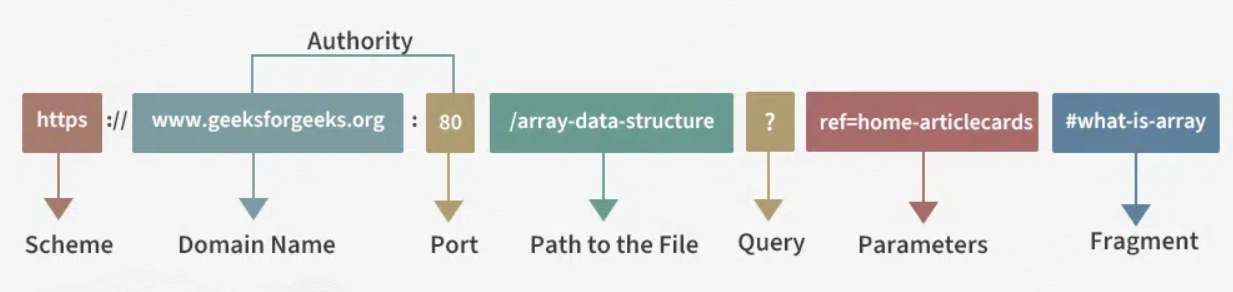 Authority
https :// www.geeksforgeeks.org : 80 /array-data-structure ? ref=home-articlecards #what-is-array
Scheme Domain Name Port Path to the File Query Parameters Fragment